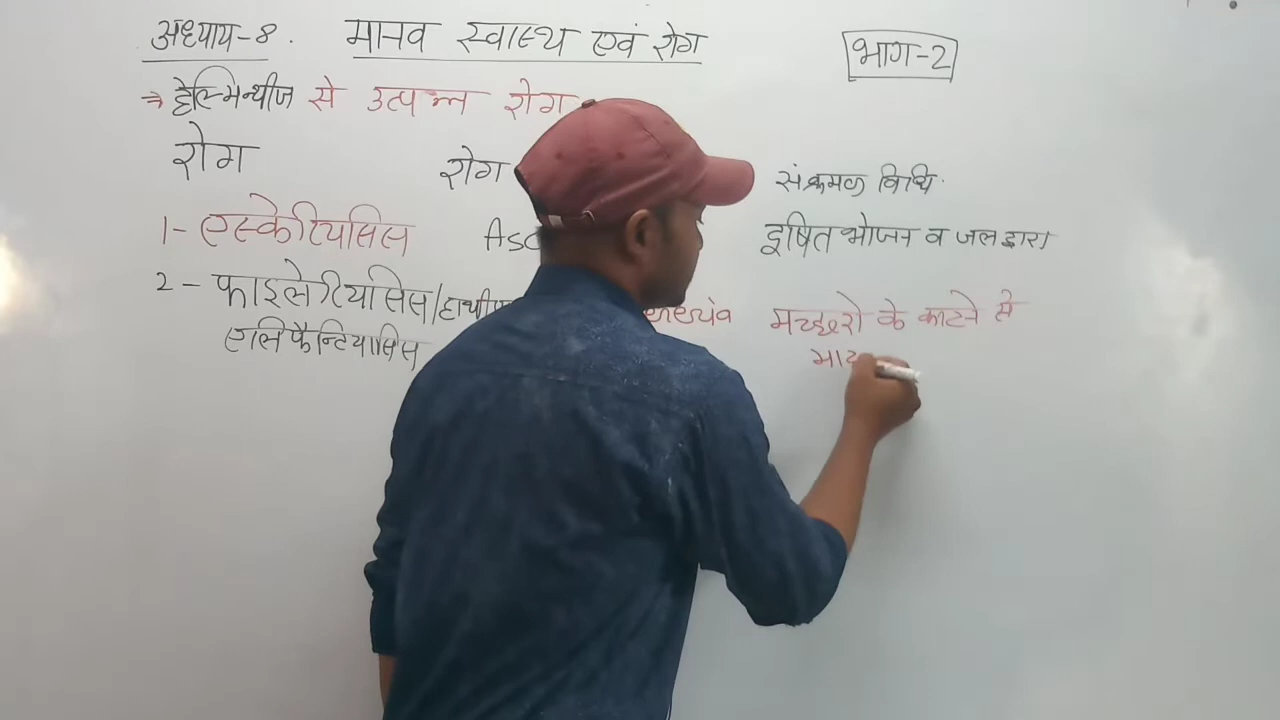 अध्याय-8. मानव स्वास्थ्य एवं रोग
भाग-2
⇒ हेल्मिन्थीज से उत्पन्न रोग
रोग रोग संक्रमण विधि
1- एस्केरियसिस Asc दूषित भोजन व जल द्वारा
2- फाइलेरियासिस/हाथीपा मच्छरो के काटने से
एलिफैन्टियासिस